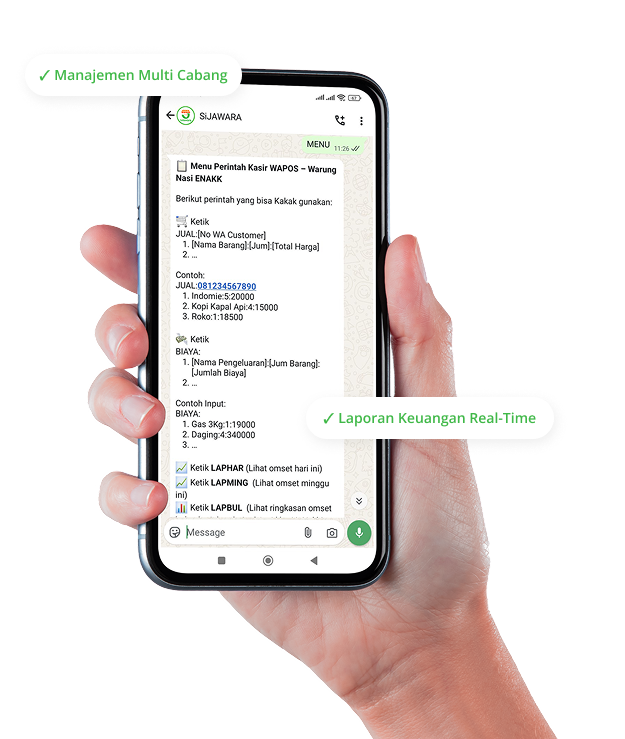 ✓ Manajemen Multi Cabang
67
SiJAWARA
MENU 11:26
Menu Perintah Kasir WAPOS – Warung
Nasi ENAKK
Berikut perintah yang bisa Kakak gunakan:
Ketik
JUAL:[No WA Customer]
1. [Nama Barang]:[Jum]:[Total Harga]
2. ...
Contoh:
JUAL:081234567890
1. Indomie:5:20000
2. Kopi Kapal Api:4:15000
3. Roko:1:18500
Ketik
BIAYA:
1. [Nama Pengeluaran]:[Jum Barang]:
[Jumlah Biaya]
2. ...
Contoh Input:
BIAYA:
1. Gas 3Kg:1:19000
2. Daging:4:340000
3. ...
✓ Laporan Keuangan Real-Time
Ketik LAPHAR (Lihat omset hari ini)
Ketik LAPMING (Lihat omset minggu
ini)
Ketik LAPBUL (Lihat ringkasan omset
Message